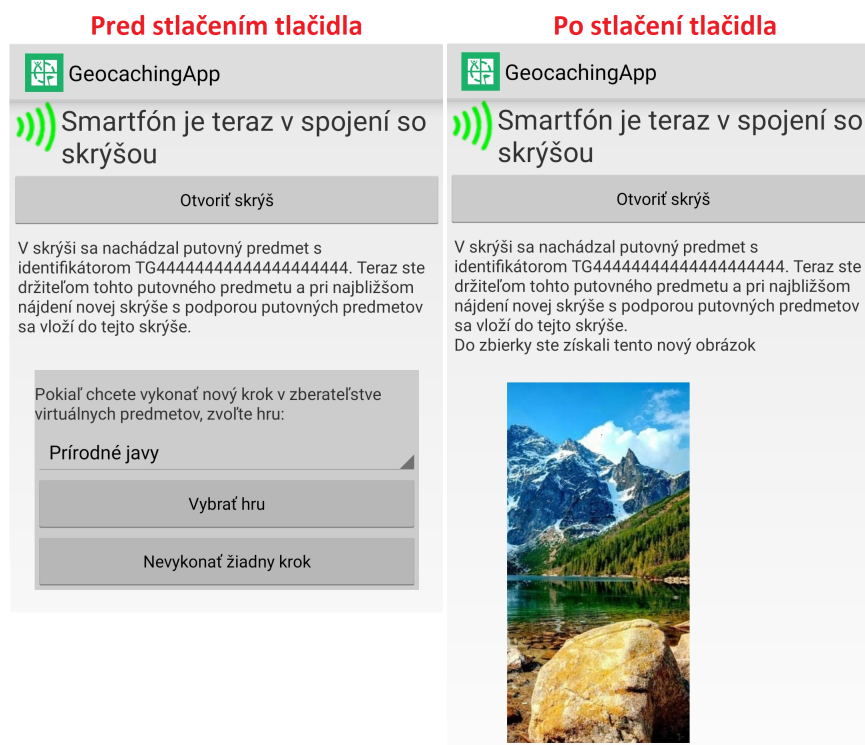 Pred stlačením tlačidla
GeocachingApp
Smartfón je teraz v spojení so
skrýšou
Otvoriť skrýš
V skrýši sa nachádzal putovný predmet s
identifikátorom TG44444444444444444444. Teraz ste
držiteľom tohto putovného predmetu a pri najbližšom
nájdení novej skrýše s podporou putovných predmetov
sa vloží do tejto skrýše.
Pokiaľ chcete vykonať nový krok v zberateľstve
virtuálnych predmetov, zvoľte hru:
Prírodné javy
Vybrať hru
Nevykonať žiadny krok
Po stlačení tlačidla
GeocachingApp
Smartfón je teraz v spojení so
skrýšou
Otvoriť skrýš
V skrýši sa nachádzal putovný predmet s
identifikátorom TG44444444444444444444. Teraz ste
držiteľom tohto putovného predmetu a pri najbližšom
nájdení novej skrýše s podporou putovných predmetov
sa vloží do tejto skrýše.
Do zbierky ste získali tento nový obrázok